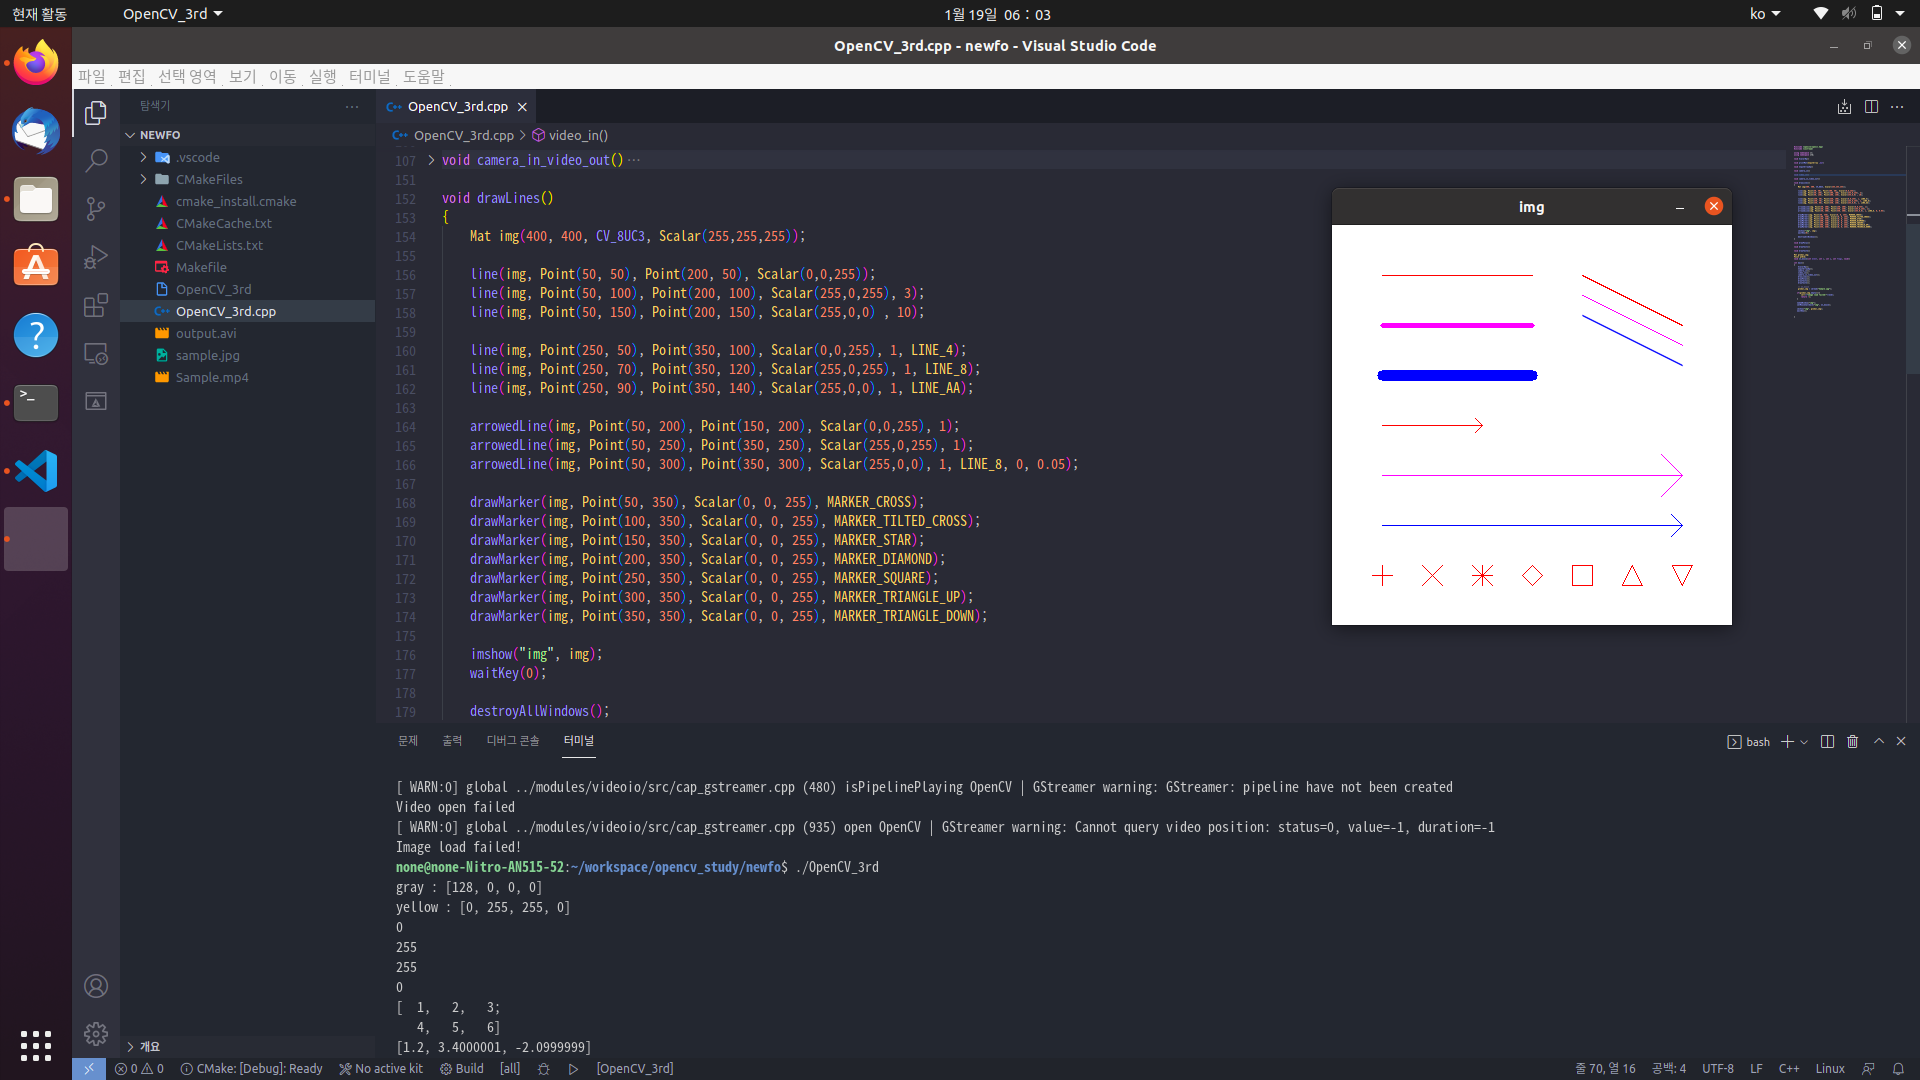 현재 활동
OpenCV_3rd
1월 19일 06 : 03
ko
OpenCV_3rd.cpp - newfo - Visual Studio Code
파일 편집 선택 영역 보기 이동 실행 터미널 도움말
탐색기
NEWFO
.vscode
CMakeFiles
cmake_install.cmake
CMakeCache.txt
CMakeLists.txt
Makefile
OpenCV_3rd
OpenCV_3rd.cpp
output.avi
sample.jpg
Sample.mp4
개요
OpenCV_3rd.cpp
OpenCV_3rd.cpp > video_in()
107 void camera_in_video_out() ···
151
152 void drawLines()
153 {
154 Mat img(400, 400, CV_8UC3, Scalar(255,255,255));
155
156 line(img, Point(50, 50), Point(200, 50), Scalar(0,0,255));
157 line(img, Point(50, 100), Point(200, 100), Scalar(255,0,255), 3);
158 line(img, Point(50, 150), Point(200, 150), Scalar(255,0,0) , 10);
159
160 line(img, Point(250, 50), Point(350, 100), Scalar(0,0,255), 1, LINE_4);
161 line(img, Point(250, 70), Point(350, 120), Scalar(255,0,255), 1, LINE_8);
162 line(img, Point(250, 90), Point(350, 140), Scalar(255,0,0), 1, LINE_AA);
163
164 arrowedLine(img, Point(50, 200), Point(150, 200), Scalar(0,0,255), 1);
165 arrowedLine(img, Point(50, 250), Point(350, 250), Scalar(255,0,255), 1);
166 arrowedLine(img, Point(50, 300), Point(350, 300), Scalar(255,0,0), 1, LINE_8, 0, 0.05);
167
168 drawMarker(img, Point(50, 350), Scalar(0, 0, 255), MARKER_CROSS);
169 drawMarker(img, Point(100, 350), Scalar(0, 0, 255), MARKER_TILTED_CROSS);
170 drawMarker(img, Point(150, 350), Scalar(0, 0, 255), MARKER_STAR);
171 drawMarker(img, Point(200, 350), Scalar(0, 0, 255), MARKER_DIAMOND);
172 drawMarker(img, Point(250, 350), Scalar(0, 0, 255), MARKER_SQUARE);
173 drawMarker(img, Point(300, 350), Scalar(0, 0, 255), MARKER_TRIANGLE_UP);
174 drawMarker(img, Point(350, 350), Scalar(0, 0, 255), MARKER_TRIANGLE_DOWN);
175
176 imshow("img", img);
177 waitKey(0);
178
179 destroyAllWindows();
img
문제 출력 디버그 콘솔 터미널
bash
[ WARN:0] global ../modules/videoio/src/cap_gstreamer.cpp (480) isPipelinePlaying OpenCV | GStreamer warning: GStreamer: pipeline have not been created
Video open failed
[ WARN:0] global ../modules/videoio/src/cap_gstreamer.cpp (935) open OpenCV | GStreamer warning: Cannot query video position: status=0, value=-1, duration=-1
Image load failed!
none@none-Nitro-AN515-52:~/workspace/opencv_study/newfo$ ./OpenCV_3rd
gray : [128, 0, 0, 0]
yellow : [0, 255, 255, 0]
0
255
255
0
[ 1, 2, 3;
4, 5, 6]
[1.2, 3.4000001, -2.0999999]
0 0 CMake: [Debug]: Ready No active kit Build [all] [OpenCV_3rd]
줄 70, 열 16 공백: 4 UTF-8 LF C++ Linux